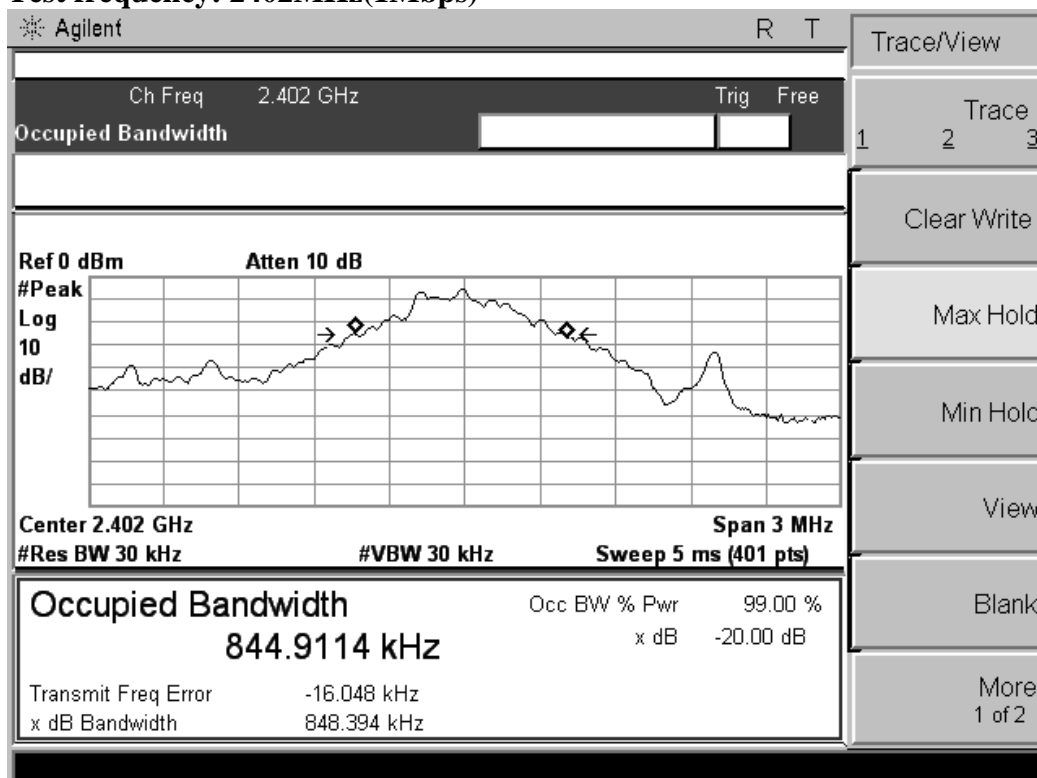 Test frequency: 2402MHz(1Mbps)
Agilent R T
Trace/View
Ch Freq 2.402 GHz Trig Free
Occupied Bandwidth
Trace
1 2 3
Clear Write
Ref 0 dBm Atten 10 dB
#Peak
Log
10
dB/
Max Hold
Min Hold
View
Center 2.402 GHz Span 3 MHz
#Res BW 30 kHz #VBW 30 kHz Sweep 5 ms (401 pts)
Occupied Bandwidth Occ BW % Pwr 99.00 %
844.9114 kHz x dB -20.00 dB
Blank
Transmit Freq Error -16.048 kHz
x dB Bandwidth 848.394 kHz
More
1 of 2